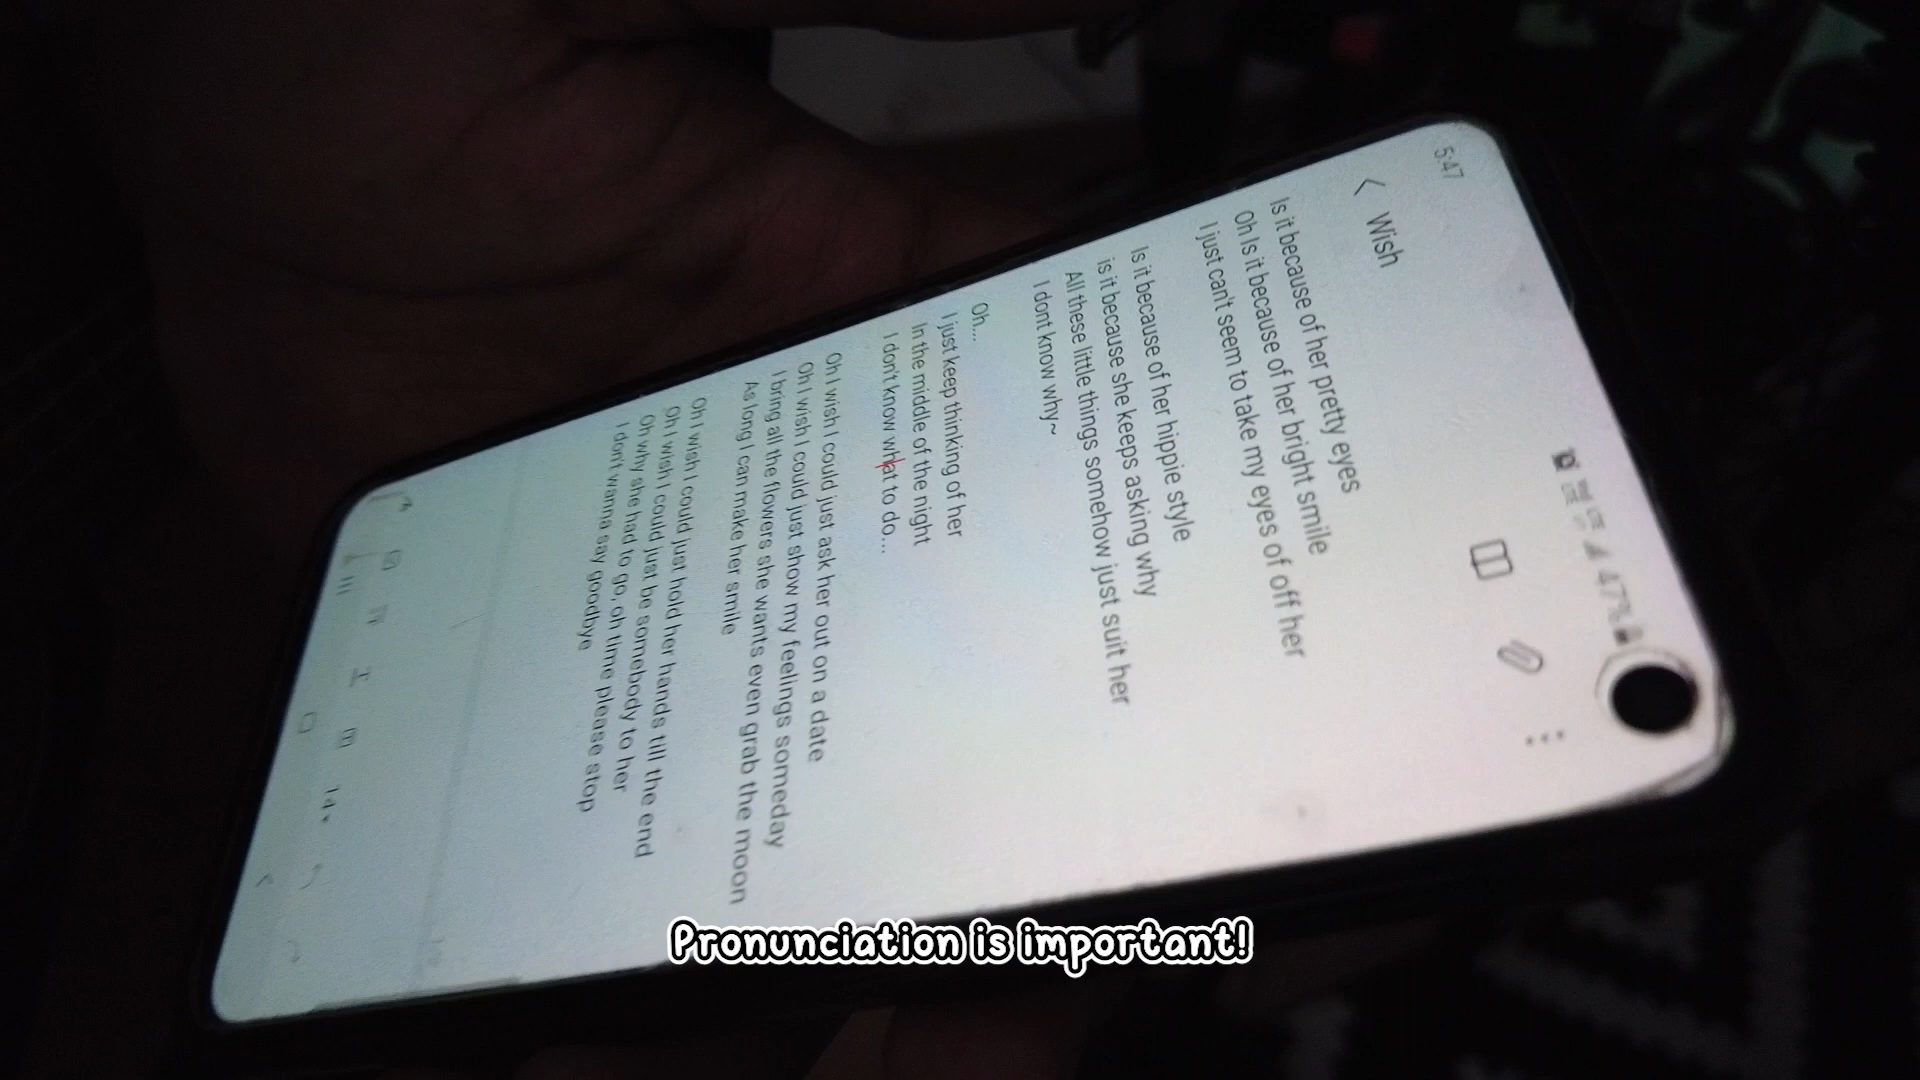 5:47
47%
Wish
Is it because of her pretty eyes
Oh Is it because of her bright smile
I just can't seem to take my eyes of off her
Is it because of her hippie style
is it because she keeps asking why
All these little things somehow just suit her
I dont know why~
Oh...
I just keep thinking of her
In the middle of the night
I don't know what to do...
Oh I wish I could just ask her out on a date
Oh I wish I could just show my feelings someday
I bring all the flowers she wants even grab the moon
As long I can make her smile
Oh I wish I could just hold her hands till the end
Oh I wish I could just be somebody to her
Oh why she had to go, oh time please stop
I don't wanna say goodbye
14
Pronunciation is important!